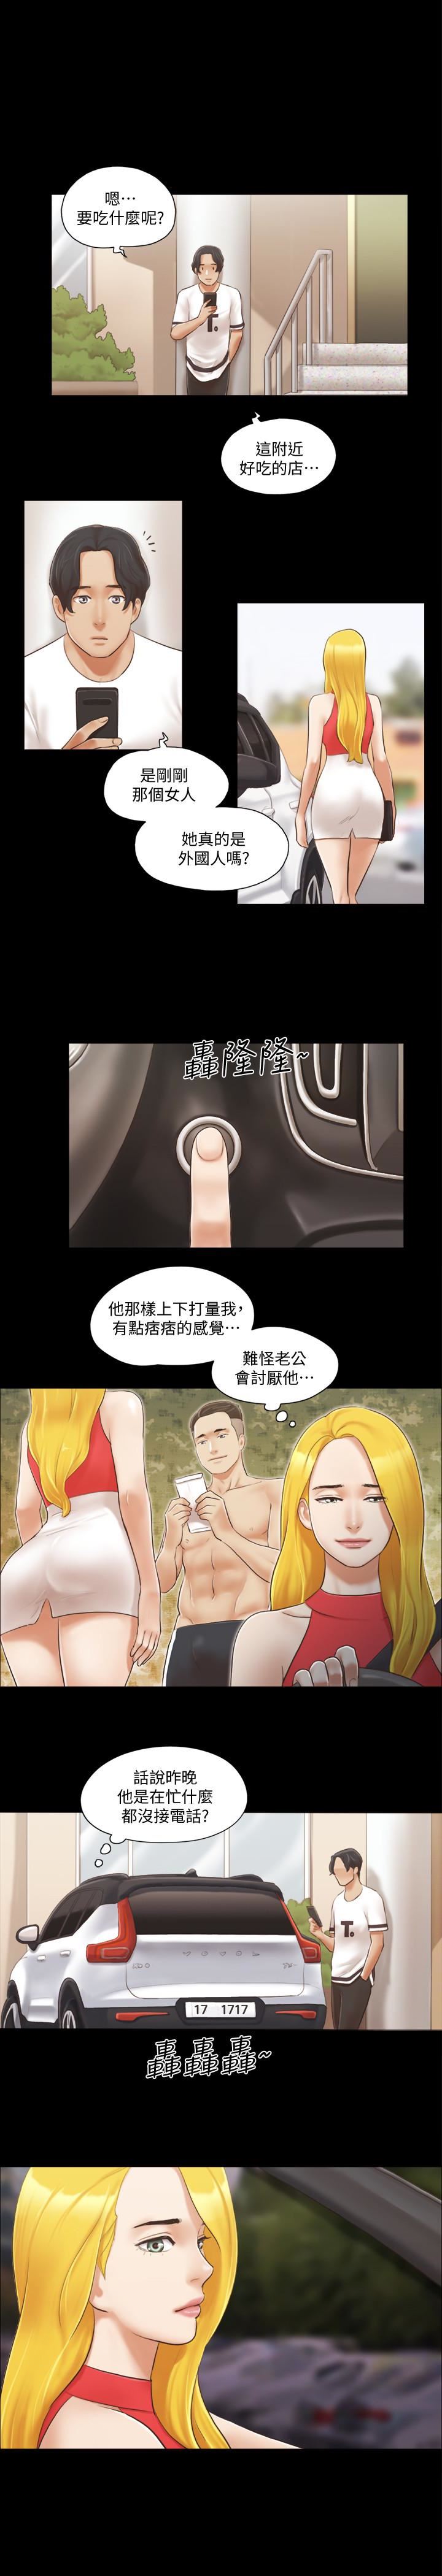 嗯…
要吃什麼呢?
T.
這附近
好吃的店…
是剛剛
那個女人
她真的是
外國人嗎?
轟隆隆~
他那樣上下打量我,
有點痞痞的感覺…
難怪老公
會討厭他…
話說昨晚
他是在忙什麼
都沒接電話?
T.
17 1717
轟轟轟~